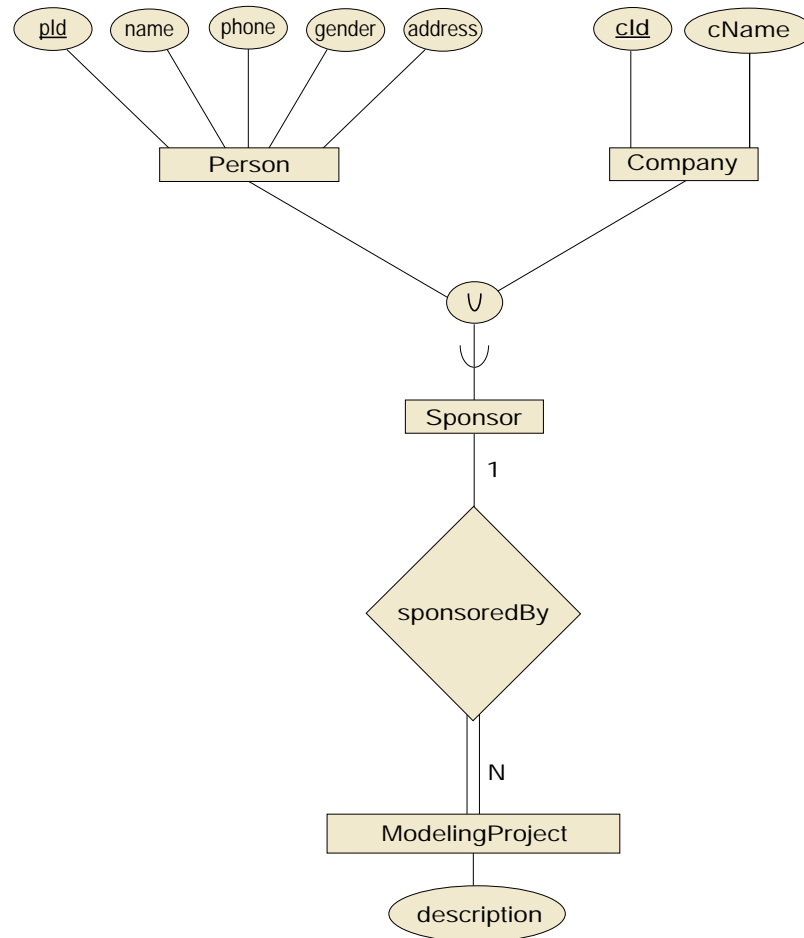 pId
name
phone
gender
address
cId
cName
Person
Company
U
Sponsor
1
sponsoredBy
N
ModelingProject
description